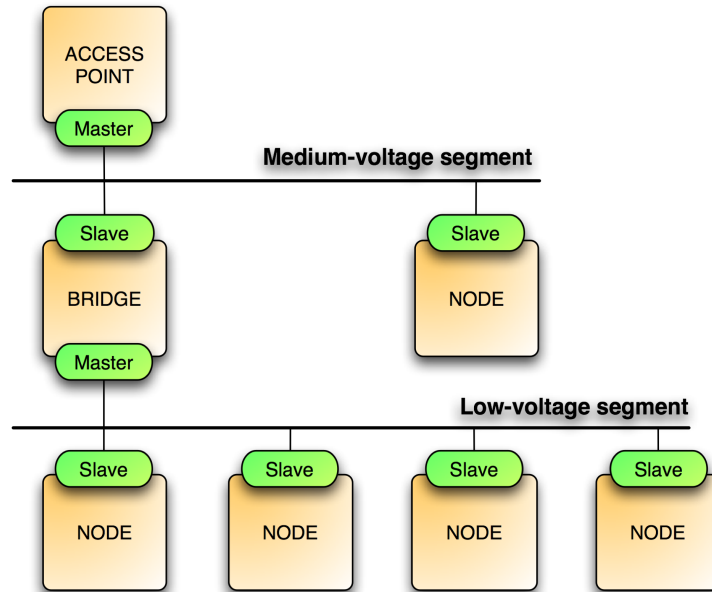 ACCESS
POINT
Master
Medium-voltage segment
Slave
Slave
BRIDGE
NODE
Master
Low-voltage segment
Slave
Slave
Slave
Slave
NODE
NODE
NODE
NODE